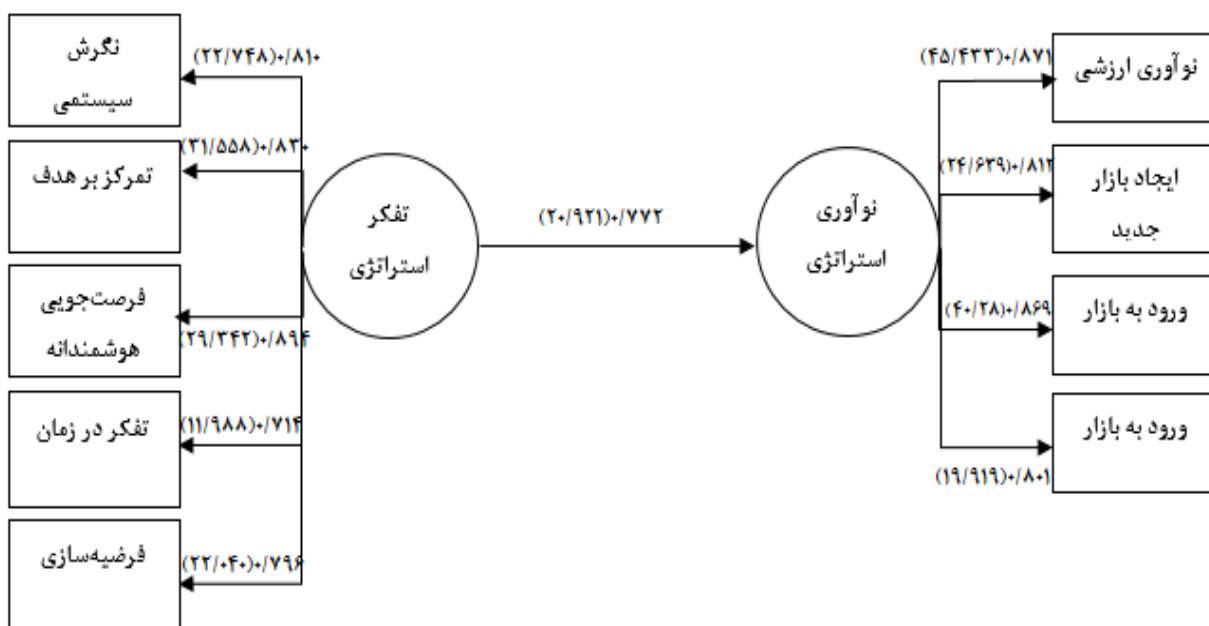 نگرش
سیستمی
(۲۲/۷۴۸)۰/۸۱۰
تمرکز بر هدف
(۳۱/۵۵۸)۰/۸۳۰
فرصت‌جویی
هوشمندانه
(۲۹/۳۴۲)۰/۸۹۴
تفکر در زمان
(۱۱/۹۸۸)۰/۷۱۴
فرضیه‌سازی
(۲۲/۰۴۰)۰/۷۹۶
تفکر
استراتژی
(۲۰/۹۲۱)۰/۷۷۲
نوآوری
استراتژی
(۴۵/۴۳۳)۰/۸۷۱
نوآوری ارزشی
(۲۴/۶۳۹)۰/۸۱۲
ایجاد بازار
جدید
(۴۰/۲۸)۰/۸۶۹
ورود به بازار
(۱۹/۹۱۹)۰/۸۰۱
ورود به بازار